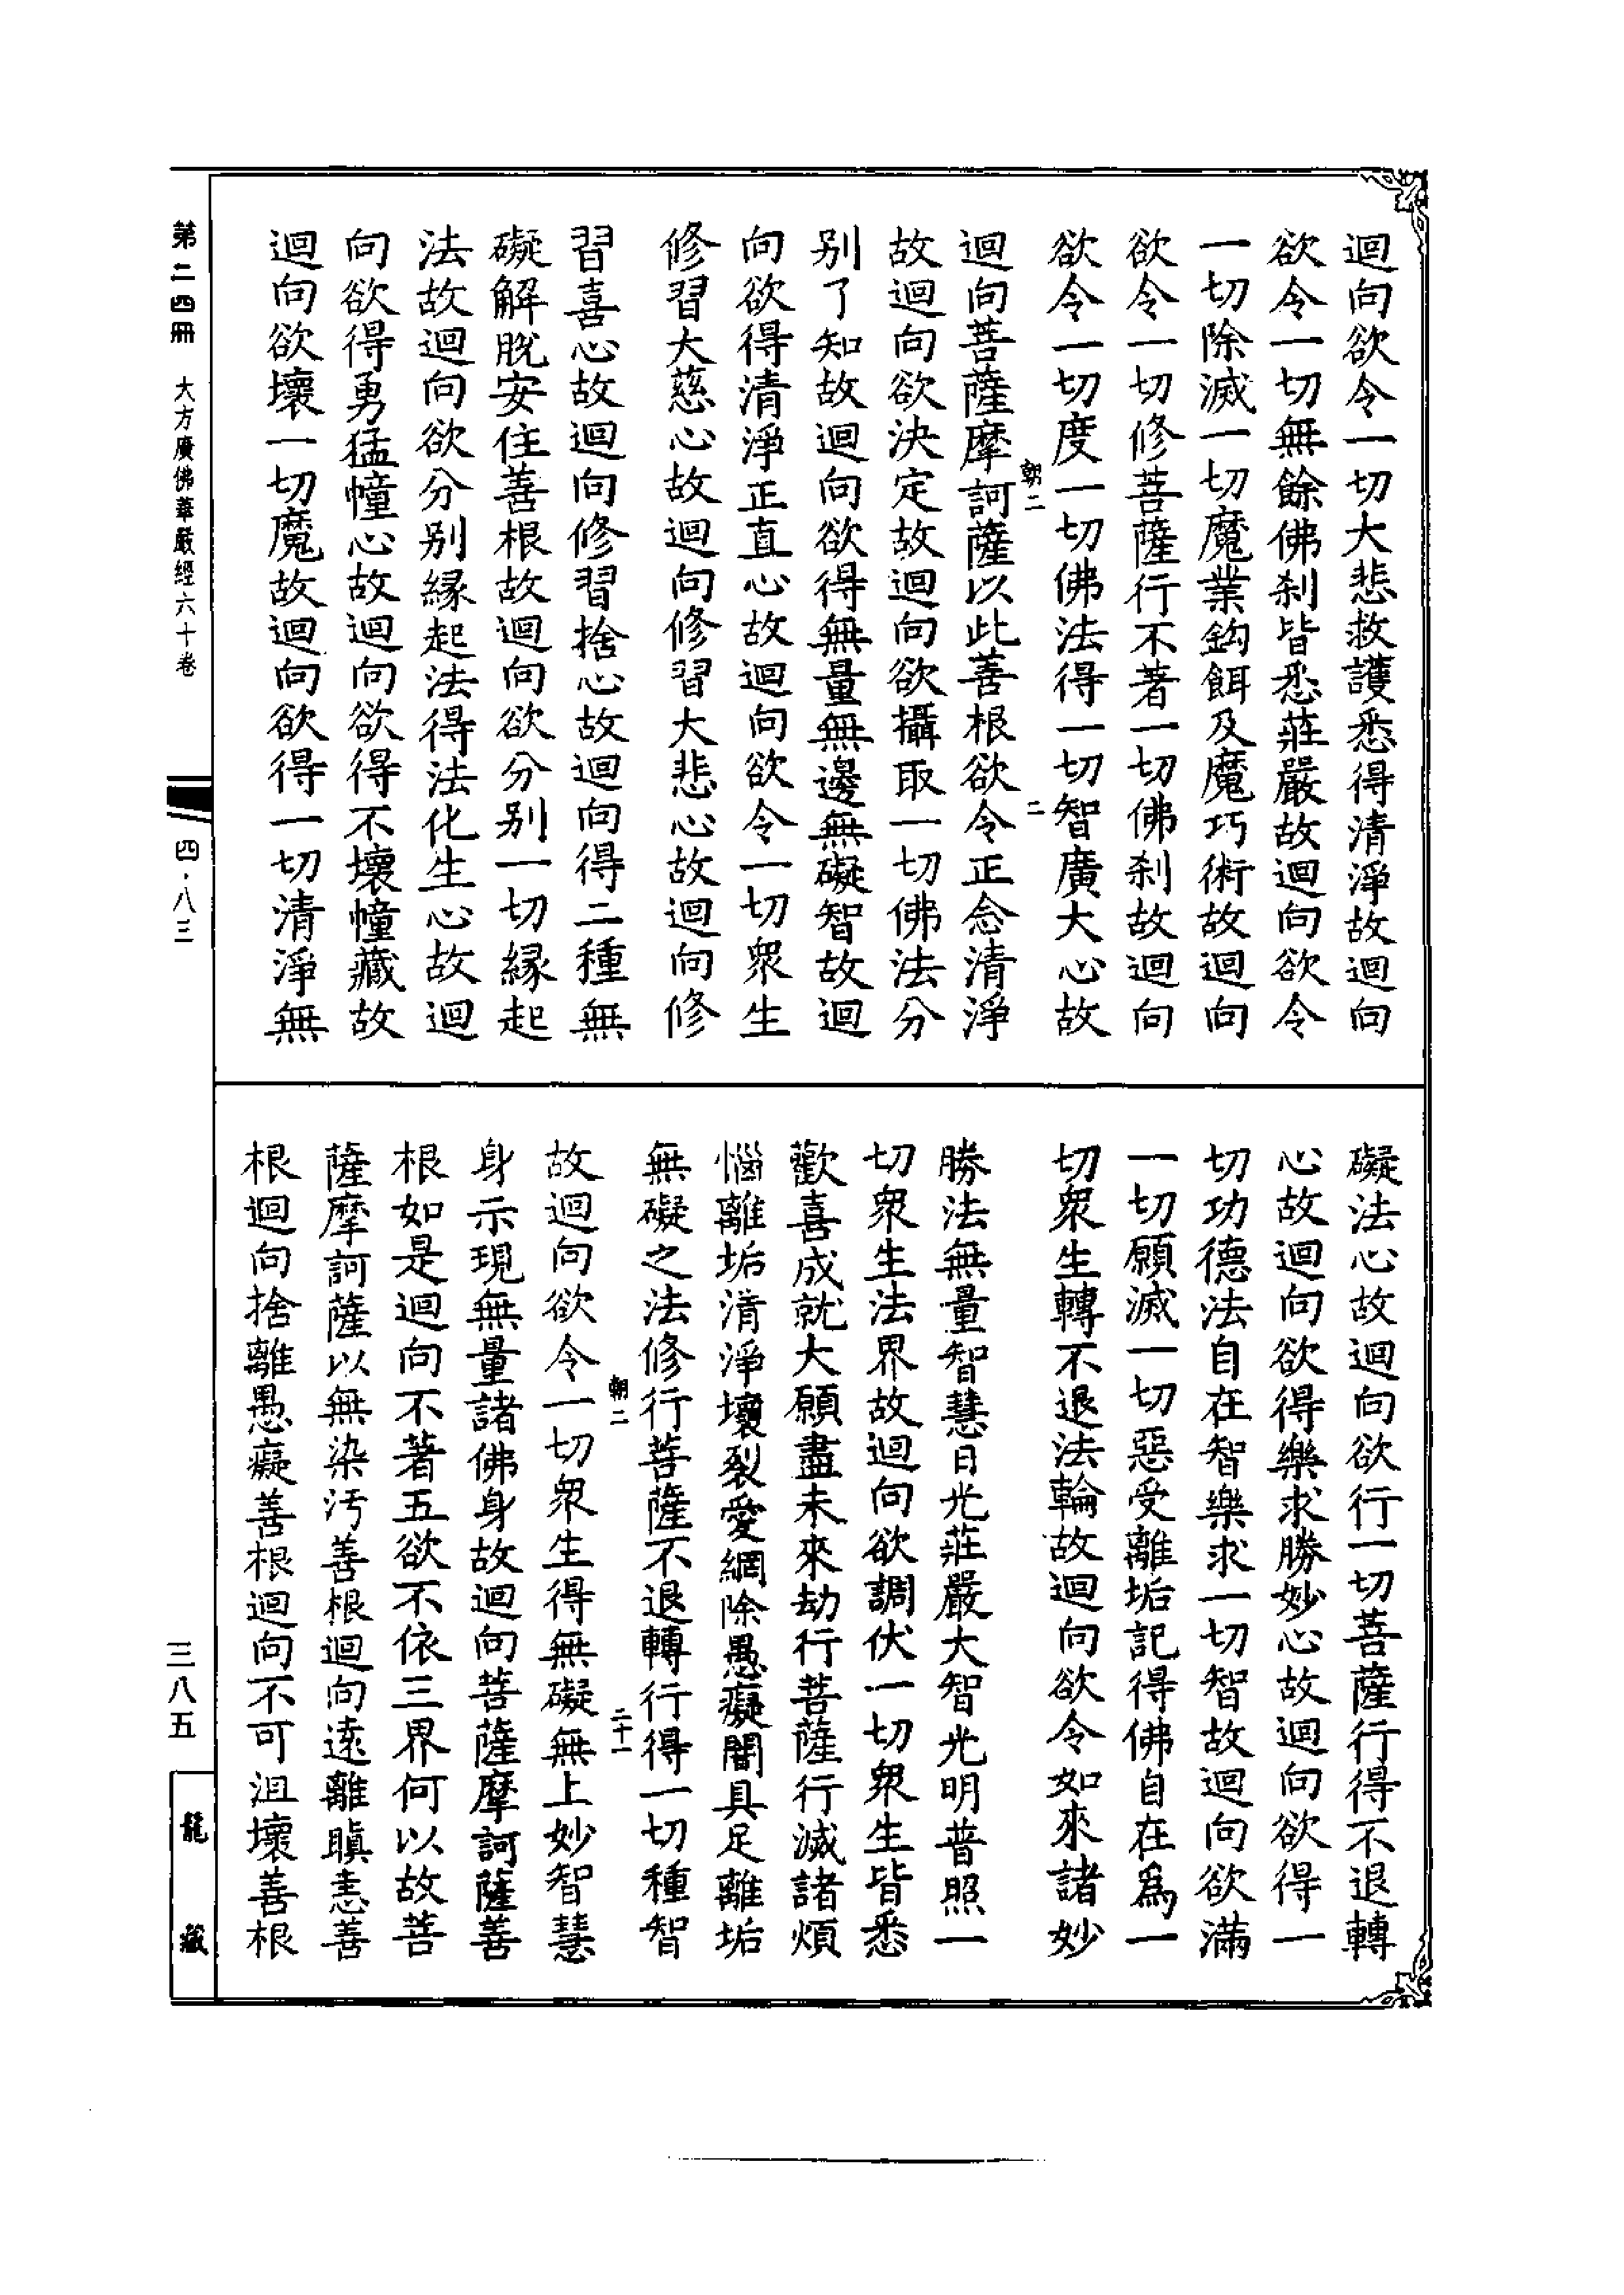 迴向欲令一切大悲救護悉得清淨故迴向
欲令一切無餘佛刹皆悉莊嚴故迴向欲令
一切除滅一切魔業鈎餌及魔巧術故迴向
欲令一切修菩薩行不著一切佛刹故迴向
欲令一切度一切佛法得一切智廣大心故
朝二 二
迴向菩薩摩訶薩以此善根欲令正念清淨
故迴向欲決定故迴向欲攝取一切佛法分
別了知故迴向欲得無量無邊無礙智故迴
向欲得清淨正直心故迴向欲令一切衆生
修習大慈心故迴向修習大悲心故迴向修
習喜心故迴向修習捨心故迴向得二種無
礙解脫安住善根故迴向欲分別一切緣起
法故迴向欲分別緣起法得法化生心故迴
向欲得勇猛幢心故迴向欲得不壞幢藏故
迴向欲壞一切魔故迴向欲得一切清淨無
礙法心故迴向欲行一切菩薩行得不退轉
心故迴向欲得樂求勝妙心故迴向欲得一
切功德法自在智樂求一切智故迴向欲滿
一切願滅一切惡受離垢記得佛自在爲一
切衆生轉不退法輪故迴向欲令如來諸妙
勝法無量智慧日光莊嚴大智光明普照一
切衆生法界故迴向欲調伏一切衆生皆悉
歡喜成就大願盡未來劫行菩薩行滅諸煩
惱離垢清淨壞裂愛網除愚癡闇具足離垢
無礙之法修行菩薩不退轉行得一切種智
朝二 二十一
故迴向欲令一切衆生得無礙無上妙智慧
身示現無量諸佛身故迴向菩薩摩訶薩善
根如是迴向不著五欲不依三界何以故菩
薩摩訶薩以無染汚善根迴向遠離瞋恚善
根迴向捨離愚癡善根迴向不可沮壞善根
第二四冊 大方廣佛華嚴經六十卷
四·八三
三八五
龍藏